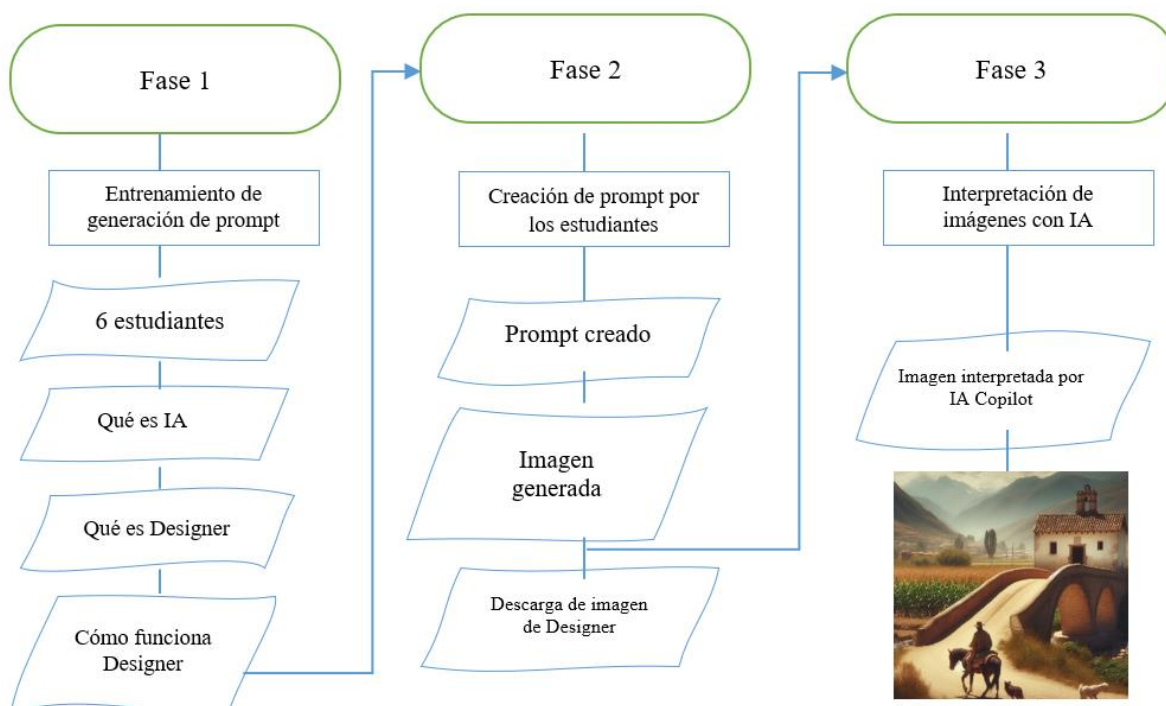 Fase 1
Entrenamiento de
generación de prompt
6 estudiantes
Qué es IA
Qué es Designer
Cómo funciona
Designer
Fase 2
Creación de prompt por
los estudiantes
Prompt creado
Imagen
generada
Descarga de imagen
de Designer
Fase 3
Interpretación de
imágenes con IA
Imagen interpretada por
IA Copilot